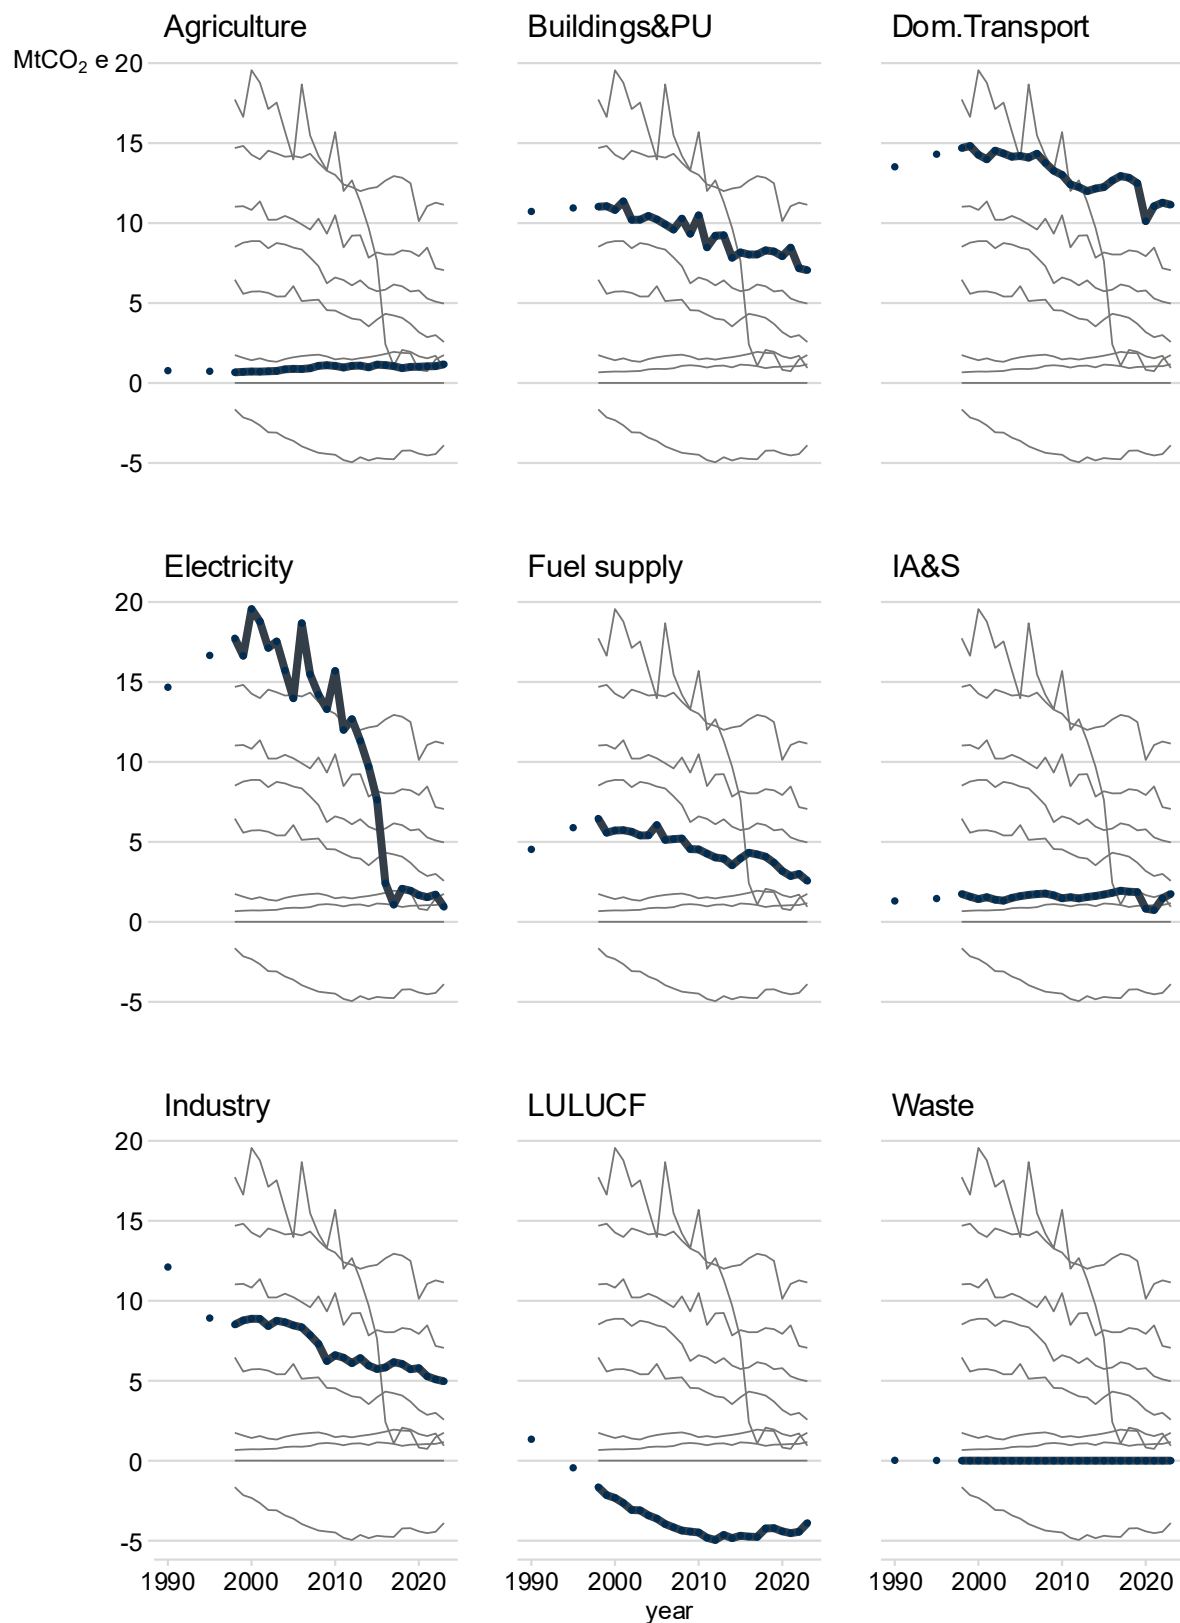 Agriculture Buildings&PU Dom.Transport
MtCO₂ e 20
15
10
5
0
-5
Electricity Fuel supply IA&S
20
15
10
5
0
-5
Industry LULUCF Waste
20
15
10
5
0
-5
1990 2000 2010 2020 1990 2000 2010 2020 1990 2000 2010 2020
year